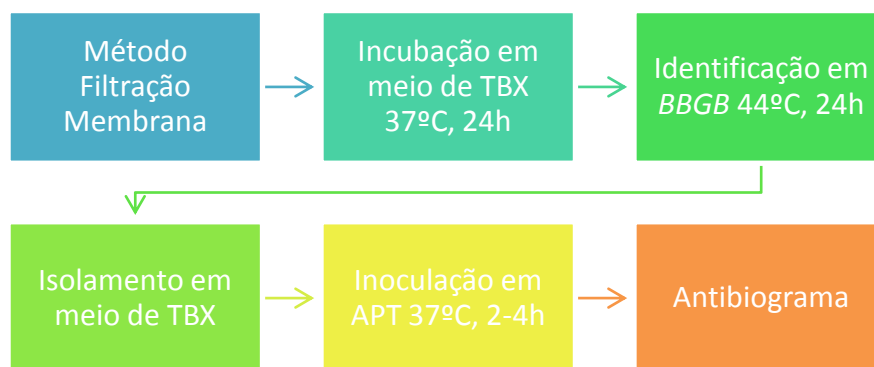 Método
Filtração
Membrana
Incubação em
meio de TBX
37ºC, 24h
Identificação em
BBGB 44ºC, 24h
Isolamento em
meio de TBX
Inoculação em
APT 37ºC, 2-4h
Antibiograma